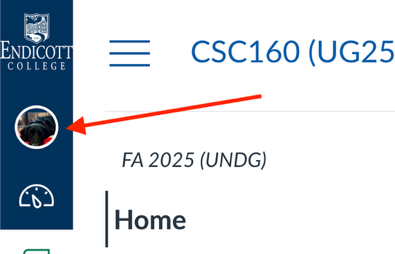 ENDICOTT
COLLEGE
CSC160 (UG25
FA 2025 (UNDG)
Home